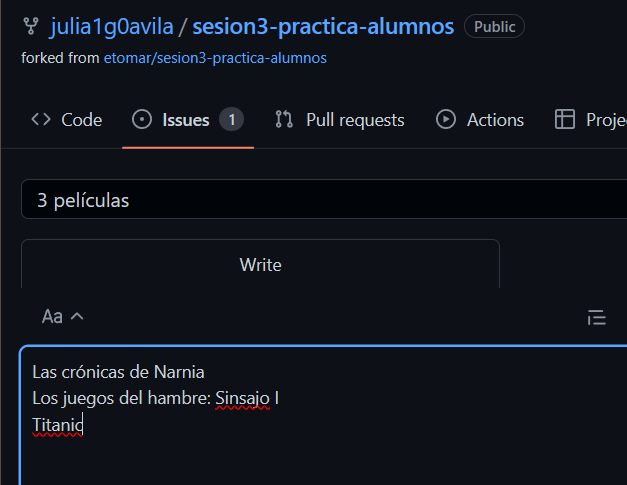 julia1g0avila / sesion3-practica-alumnos Public
forked from etomar/sesion3-practica-alumnos
Code Issues 1 Pull requests Actions Proje
3 películas
Write
Aa
Las crónicas de Narnia
Los juegos del hambre: Sinsajo I
Titanic